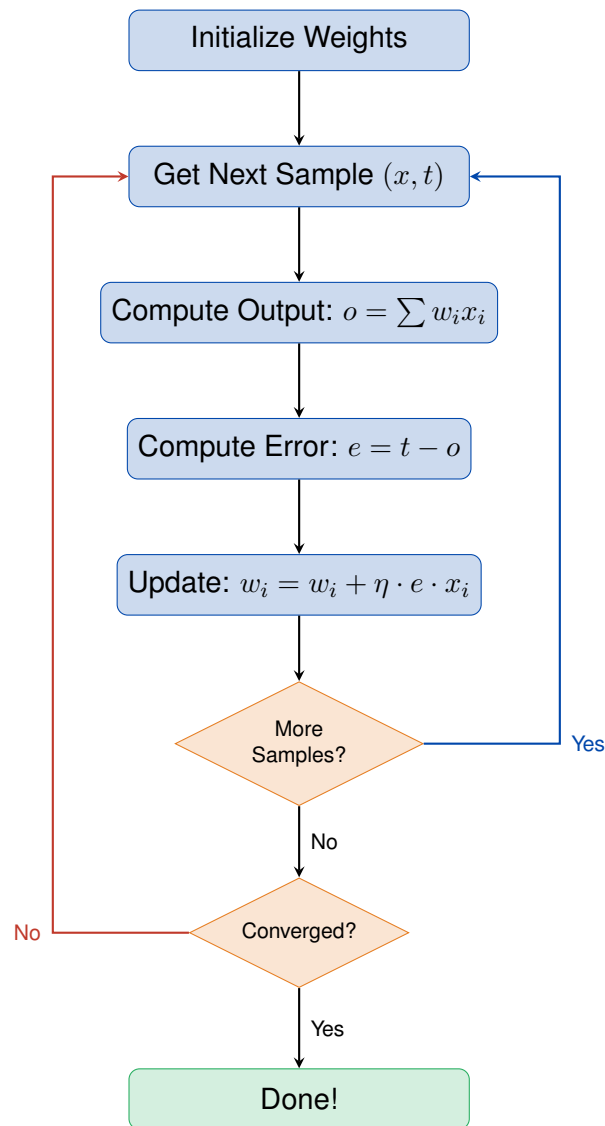 Initialize Weights
Get Next Sample (x, t)
Compute Output: o = ∑ wᵢxᵢ
Compute Error: e = t − o
Update: wᵢ = wᵢ + η · e · xᵢ
More
Samples?
Yes
No
Converged?
No
Yes
Done!